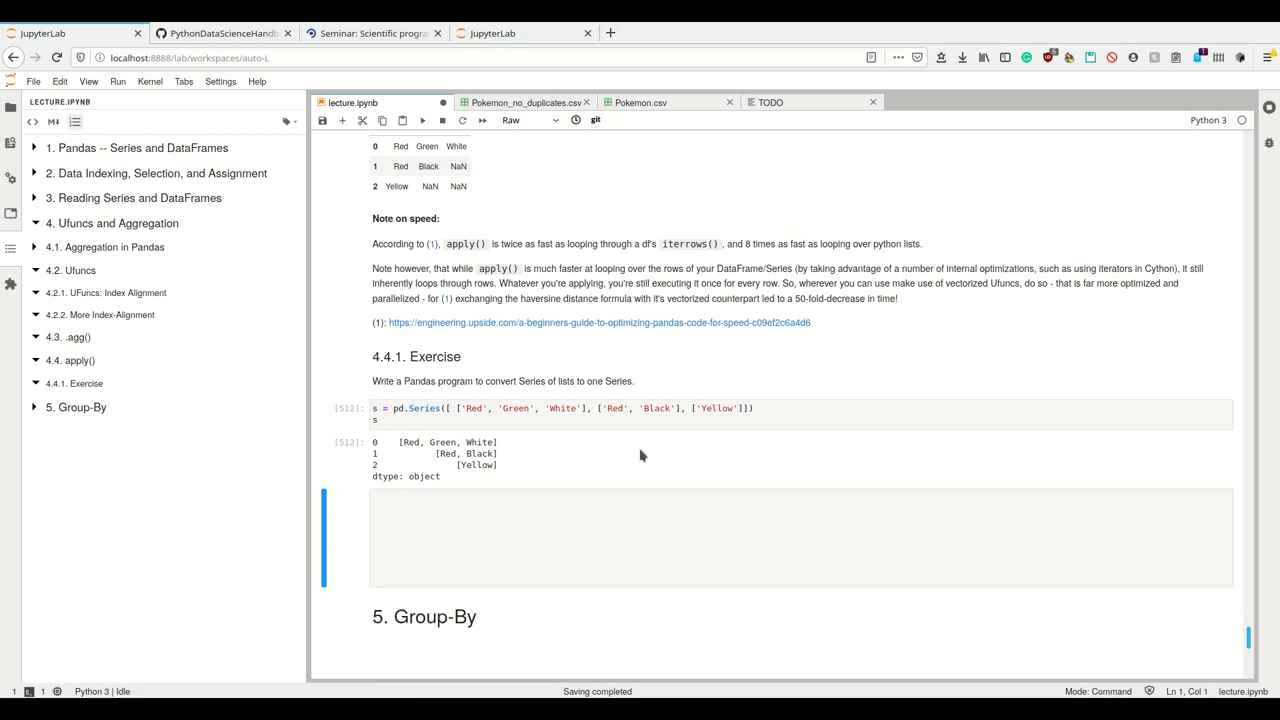 JupyterLab
PythonDataScienceHandb
Seminar: Scientific progra
JupyterLab
localhost:8888/lab/workspaces/auto-L
File Edit View Run Kernel Tabs Settings Help
LECTURE.IPYNB
1. Pandas -- Series and DataFrames
2. Data Indexing, Selection, and Assignment
3. Reading Series and DataFrames
4. Ufuncs and Aggregation
4.1. Aggregation in Pandas
4.2. Ufuncs
4.2.1. UFuncs: Index Alignment
4.2.2. More Index-Alignment
4.3. .agg()
4.4. apply()
4.4.1. Exercise
5. Group-By
lecture.ipynb
Pokemon_no_duplicates.csv
Pokemon.csv
TODO
Raw
git
Python 3
0 Red Green White
1 Red Black NaN
2 Yellow NaN NaN
Note on speed:
According to (1), apply() is twice as fast as looping through a df's iterrows() , and 8 times as fast as looping over python lists.
Note however, that while apply() is much faster at looping over the rows of your DataFrame/Series (by taking advantage of a number of internal optimizations, such as using iterators in Cython), it still
inherently loops through rows. Whatever you're applying, you're still executing it once for every row. So, wherever you can use make use of vectorized Ufuncs, do so - that is far more optimized and
parallelized - for (1) exchanging the haversine distance formula with it's vectorized counterpart led to a 50-fold-decrease in time!
(1): https://engineering.upside.com/a-beginners-guide-to-optimizing-pandas-code-for-speed-c09ef2c6a4d6
4.4.1. Exercise
Write a Pandas program to convert Series of lists to one Series.
[512]: s = pd.Series([ ['Red', 'Green', 'White'], ['Red', 'Black'], ['Yellow']])
s
[512]: 0 [Red, Green, White]
1 [Red, Black]
2 [Yellow]
dtype: object
5. Group-By
1 1 Python 3 | Idle
Saving completed
Mode: Command
Ln 1, Col 1 lecture.ipynb